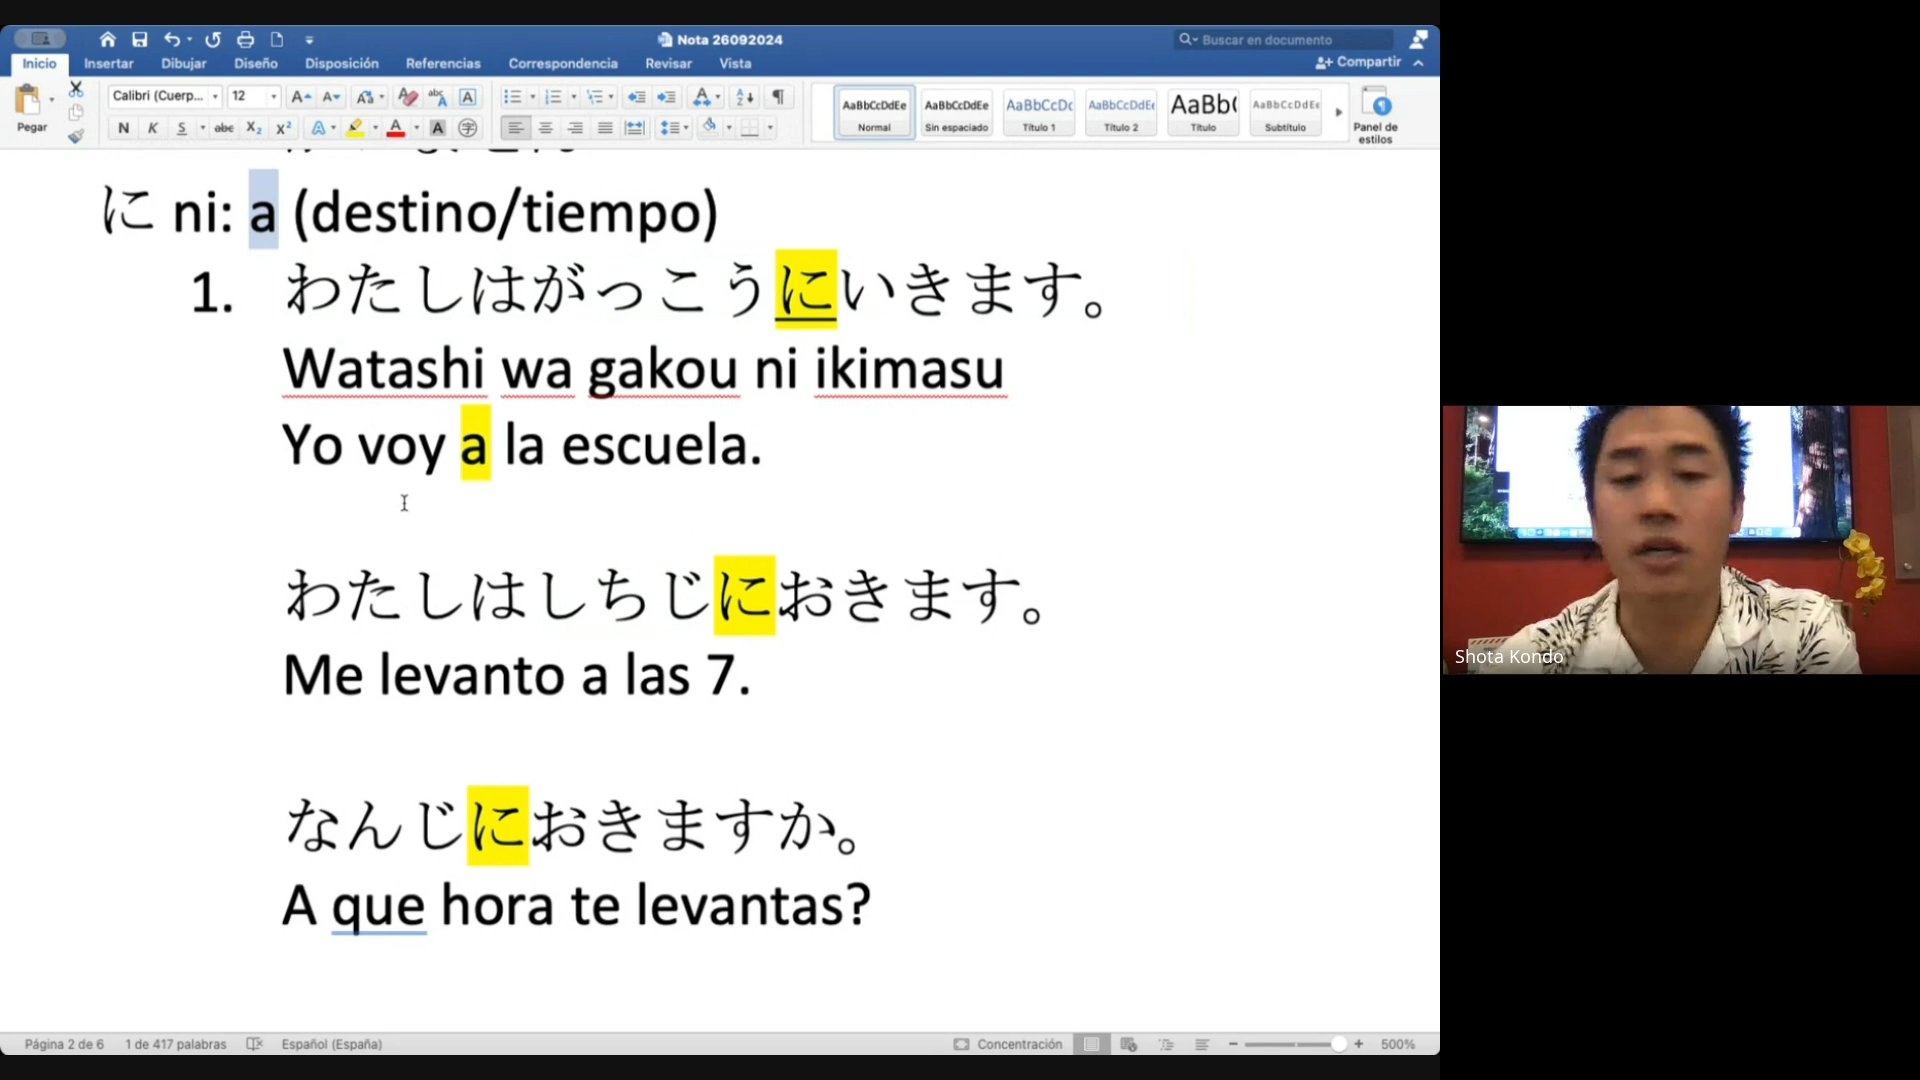 Nota 26092024
Buscar en documento
Inicio Insertar Dibujar Diseño Disposición Referencias Correspondencia Revisar Vista Compartir
Pegar
Calibri (Cuerp... 12
N K S abc X₂ X²
AaBbCcDdEe AaBbCcDdEe AaBbCcDc AaBbCcDdEe AaBb( AaBbCcDdEe
Normal Sin espaciado Título 1 Título 2 Título Subtítulo
Panel de estilos
に ni: a (destino/tiempo)
1. わたしはがっこうにいきます。
Watashi wa gakou ni ikimasu
Yo voy a la escuela.
わたしはしちじにおきます。
Me levanto a las 7.
なんじにおきますか。
A que hora te levantas?
Shota Kondo
Página 2 de 6 1 de 417 palabras Español (España) Concentración 500%